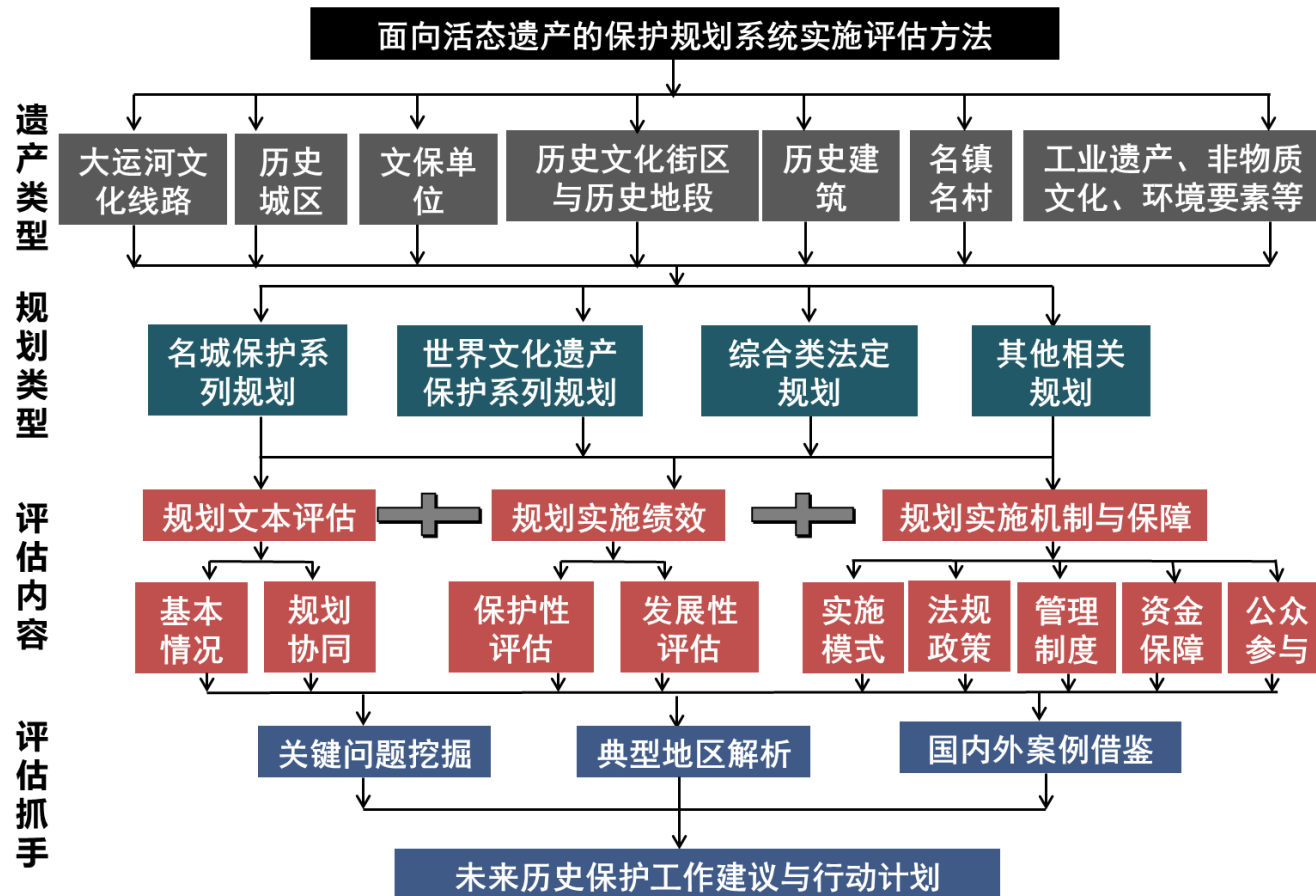 面向活态遗产的保护规划系统实施评估方法
遗产类型
大运河文
化线路
历史
城区
文保单
位
历史文化街区
与历史地段
历史建
筑
名镇
名村
工业遗产、非物质
文化、环境要素等
规划类型
名城保护系
列规划
世界文化遗产
保护系列规划
综合类法定
规划
其他相关
规划
评估内容
规划文本评估
规划实施绩效
规划实施机制与保障
基本
情况
规划
协同
保护性
评估
发展性
评估
实施
模式
法规
政策
管理
制度
资金
保障
公众
参与
评估抓手
关键问题挖掘
典型地区解析
国内外案例借鉴
未来历史保护工作建议与行动计划